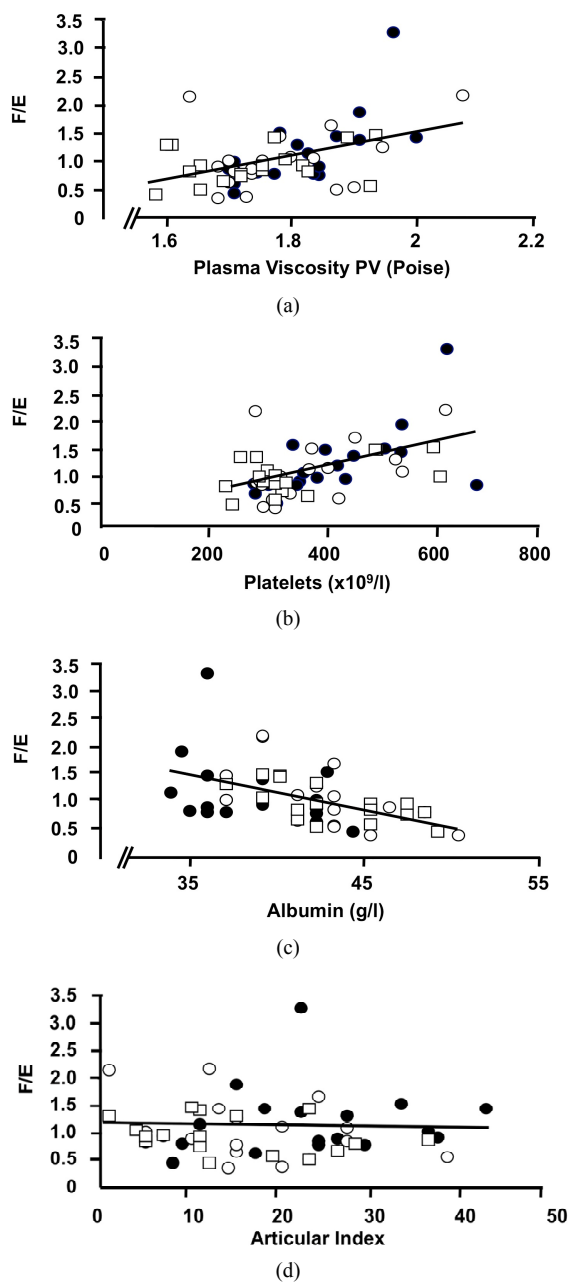 3.5
3.0
2.5
2.0
1.5
1.0
0.5
0
F/E
1.6 1.8 2 2.2
Plasma Viscosity PV (Poise)
(a)
3.5
3.0
2.5
2.0
1.5
1.0
0.5
0
F/E
0 200 400 600 800
Platelets (x10⁹/l)
(b)
3.5
3.0
2.5
2.0
1.5
1.0
0.5
0
F/E
35 45 55
Albumin (g/l)
(c)
3.5
3.0
2.5
2.0
1.5
1.0
0.5
0
F/E
0 10 20 30 40 50
Articular Index
(d)